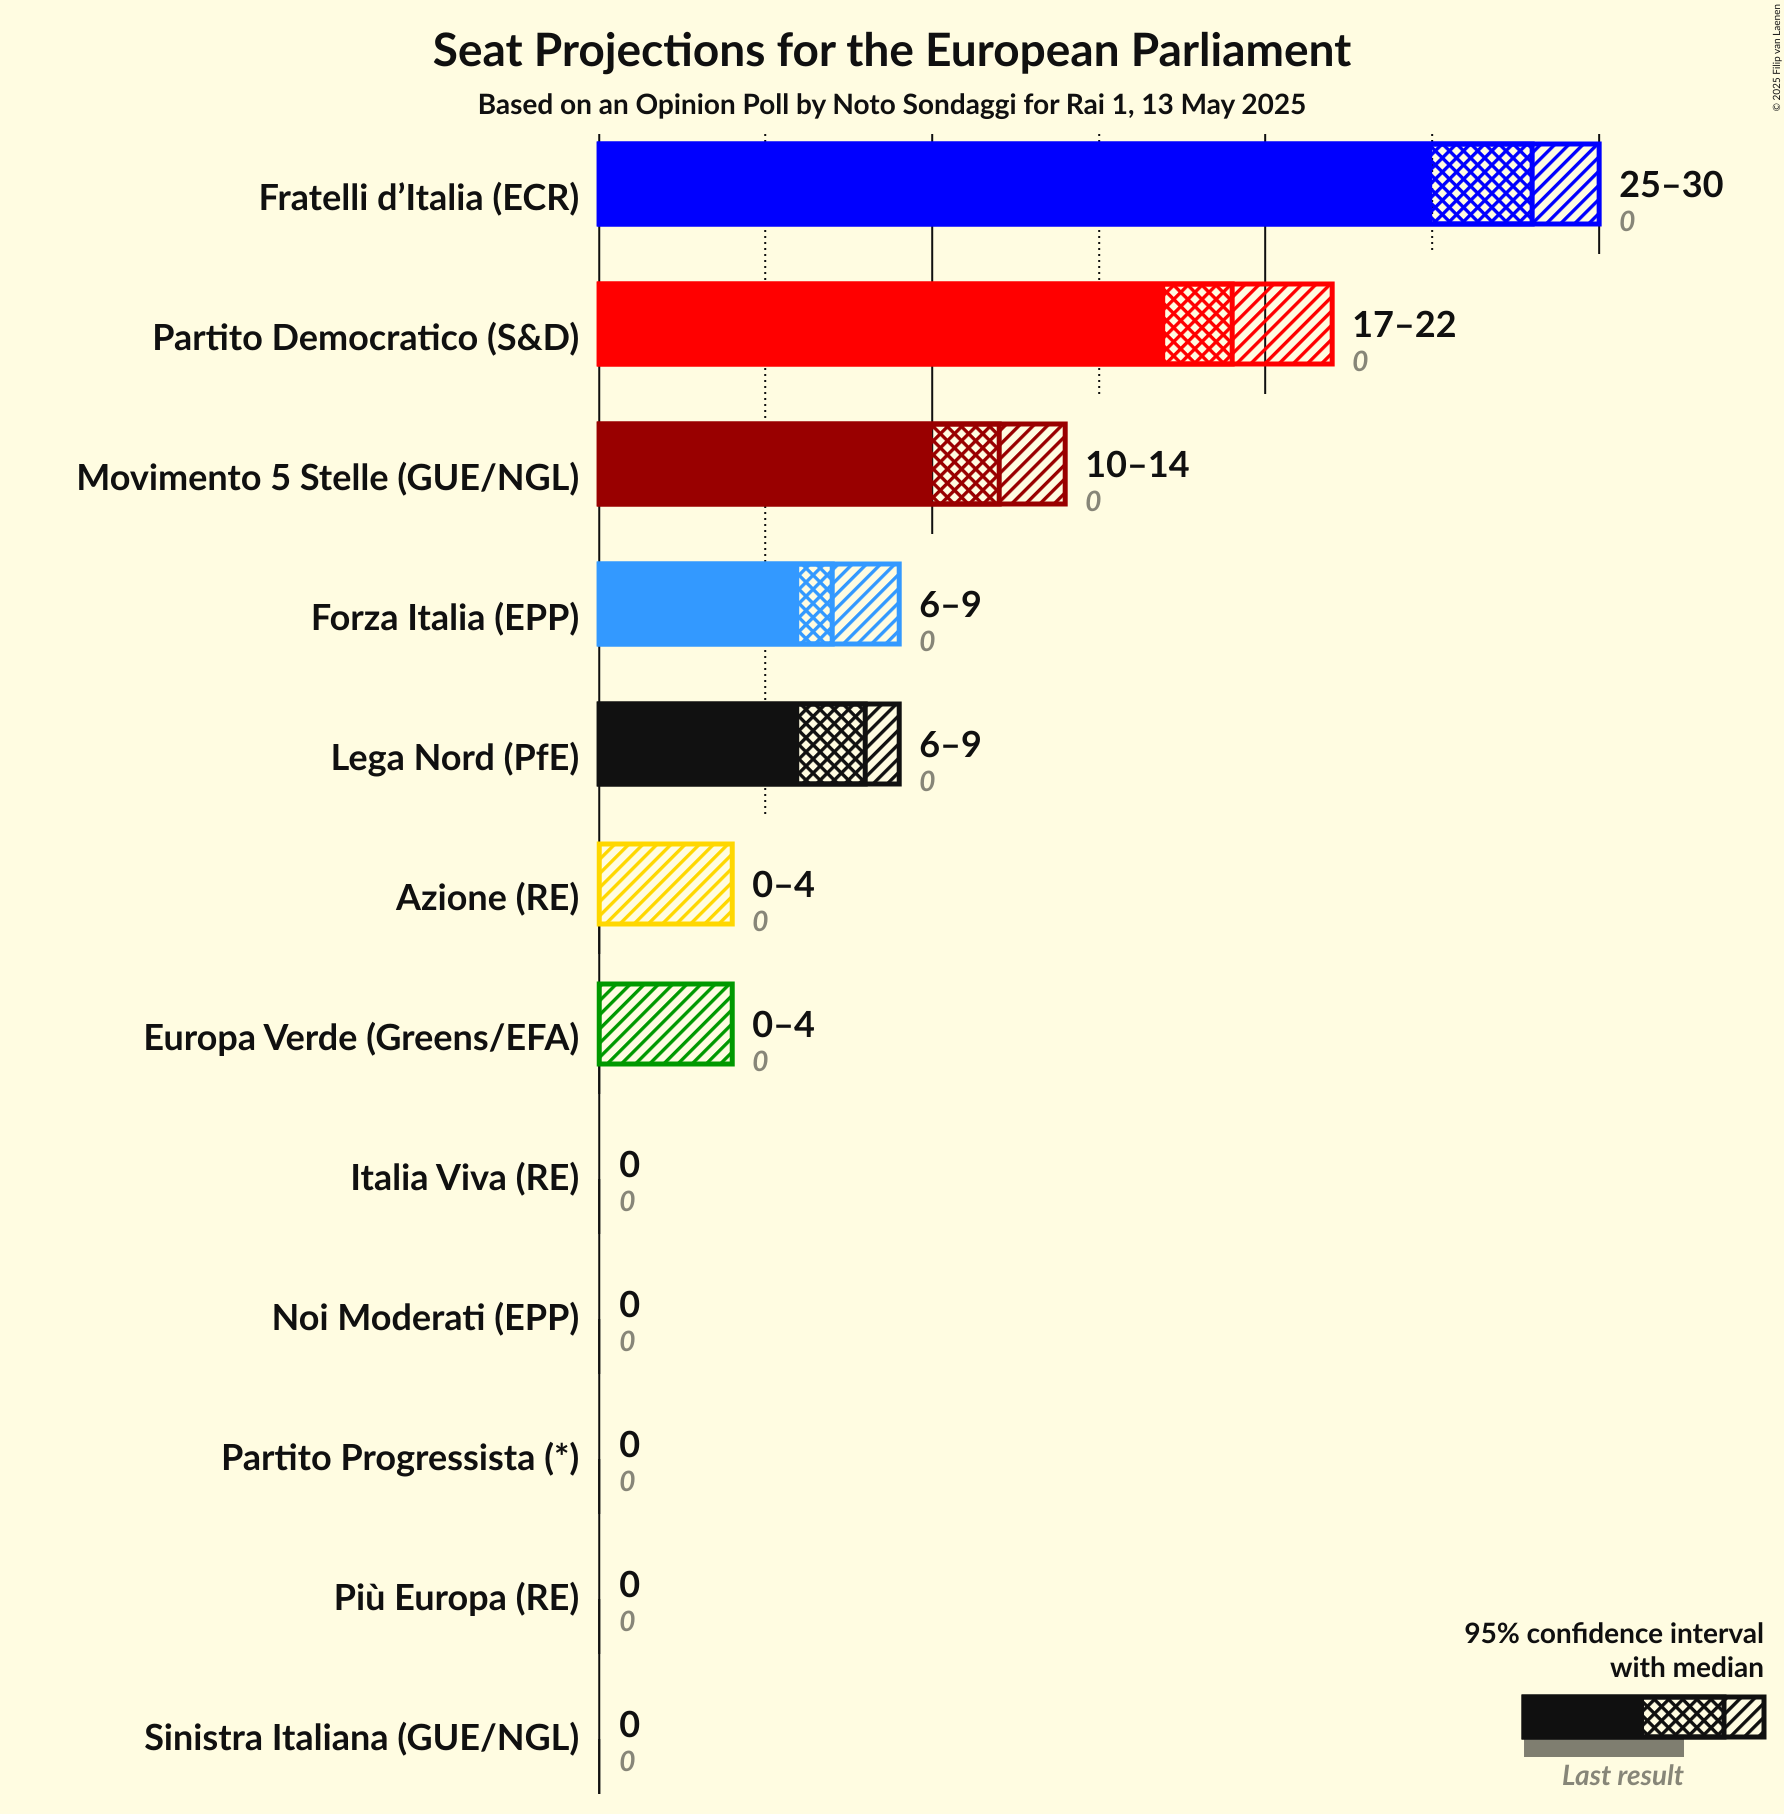 Seat Projections for the European Parliament
Based on an Opinion Poll by Noto Sondaggi for Rai 1, 13 May 2025
© 2025 Filip van Laenen
Fratelli d’Italia (ECR)
25–30
0
Partito Democratico (S&D)
17–22
0
Movimento 5 Stelle (GUE/NGL)
10–14
0
Forza Italia (EPP)
6–9
0
Lega Nord (PfE)
6–9
0
Azione (RE)
0–4
0
Europa Verde (Greens/EFA)
0–4
0
Italia Viva (RE)
0
0
Noi Moderati (EPP)
0
0
Partito Progressista (*)
0
0
Più Europa (RE)
0
0
Sinistra Italiana (GUE/NGL)
0
0
95% confidence interval
with median
Last result